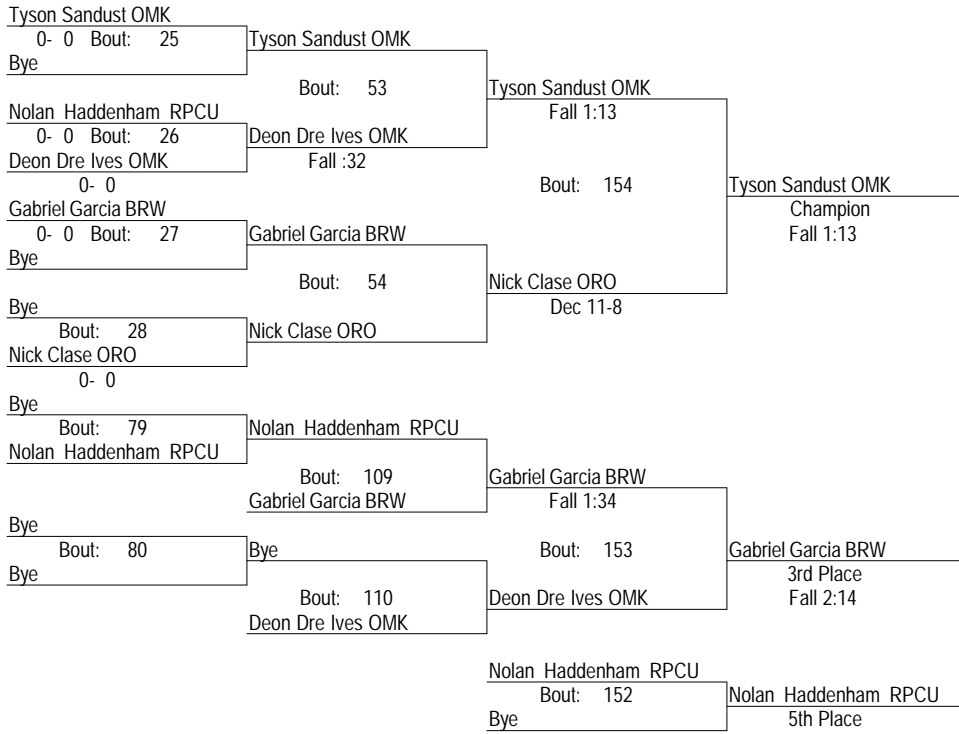 Tyson Sandust OMK
0- 0 Bout: 25 Tyson Sandust OMK
Bye
Bout: 53 Tyson Sandust OMK
Nolan Haddenham RPCU Fall 1:13
0- 0 Bout: 26 Deon Dre Ives OMK
Deon Dre Ives OMK Fall :32
0- 0 Bout: 154 Tyson Sandust OMK
Gabriel Garcia BRW Champion
0- 0 Bout: 27 Gabriel Garcia BRW Fall 1:13
Bye
Bout: 54 Nick Clase ORO
Bye Dec 11-8
Bout: 28 Nick Clase ORO
Nick Clase ORO
0- 0
Bye
Bout: 79 Nolan Haddenham RPCU
Nolan Haddenham RPCU
Bout: 109 Gabriel Garcia BRW
Gabriel Garcia BRW Fall 1:34
Bye
Bout: 80 Bye Bout: 153 Gabriel Garcia BRW
Bye 3rd Place
Bout: 110 Deon Dre Ives OMK Fall 2:14
Deon Dre Ives OMK
Nolan Haddenham RPCU
Bout: 152 Nolan Haddenham RPCU
Bye 5th Place